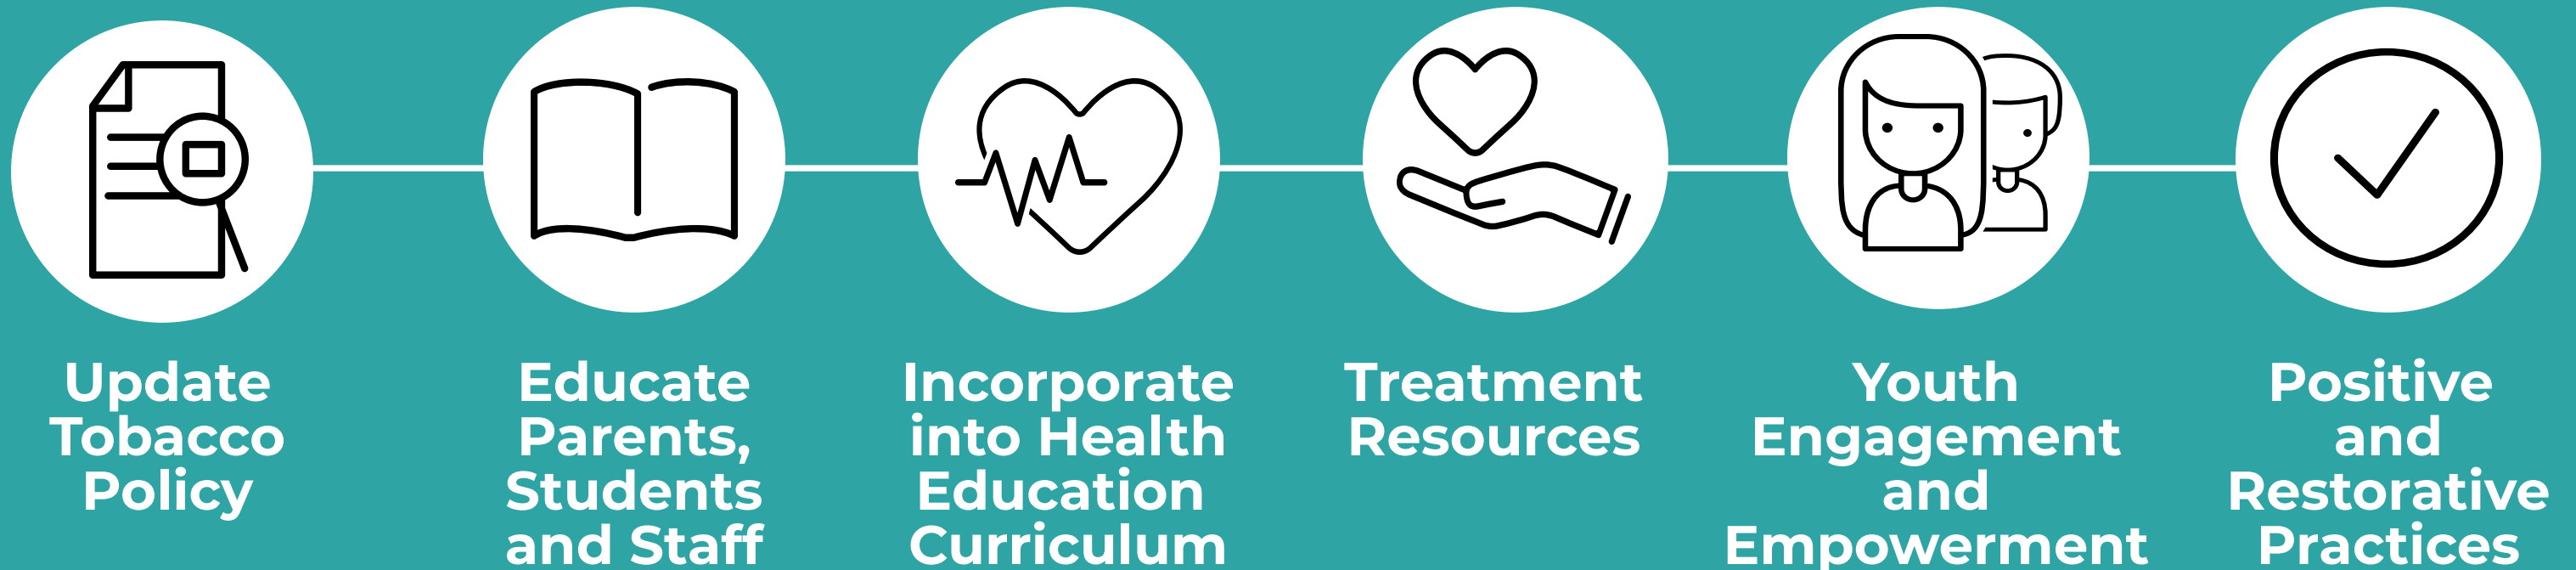 Update
Tobacco
Policy
Educate
Parents,
Students
and Staff
Incorporate
into Health
Education
Curriculum
Treatment
Resources
Youth
Engagement
and
Empowerment
Positive
and
Restorative
Practices